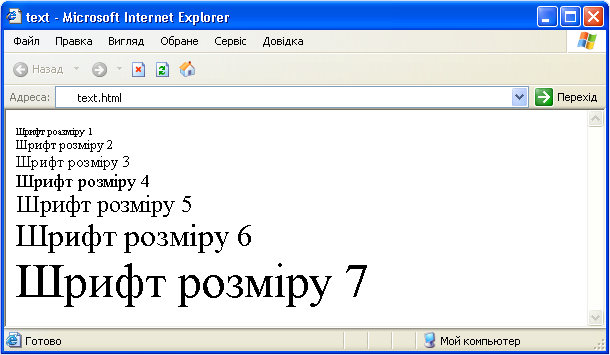 text - Microsoft Internet Explorer
Файл Правка Вигляд Обране Сервіс Довідка
Назад
Адреса: text.html Перехід
Шрифт роазміру 1
Шрифт розміру 2
Шрифт розміру 3
Шрифт розміру 4
Шрифт розміру 5
Шрифт розміру 6
Шрифт розміру 7
Готово Мой компьютер